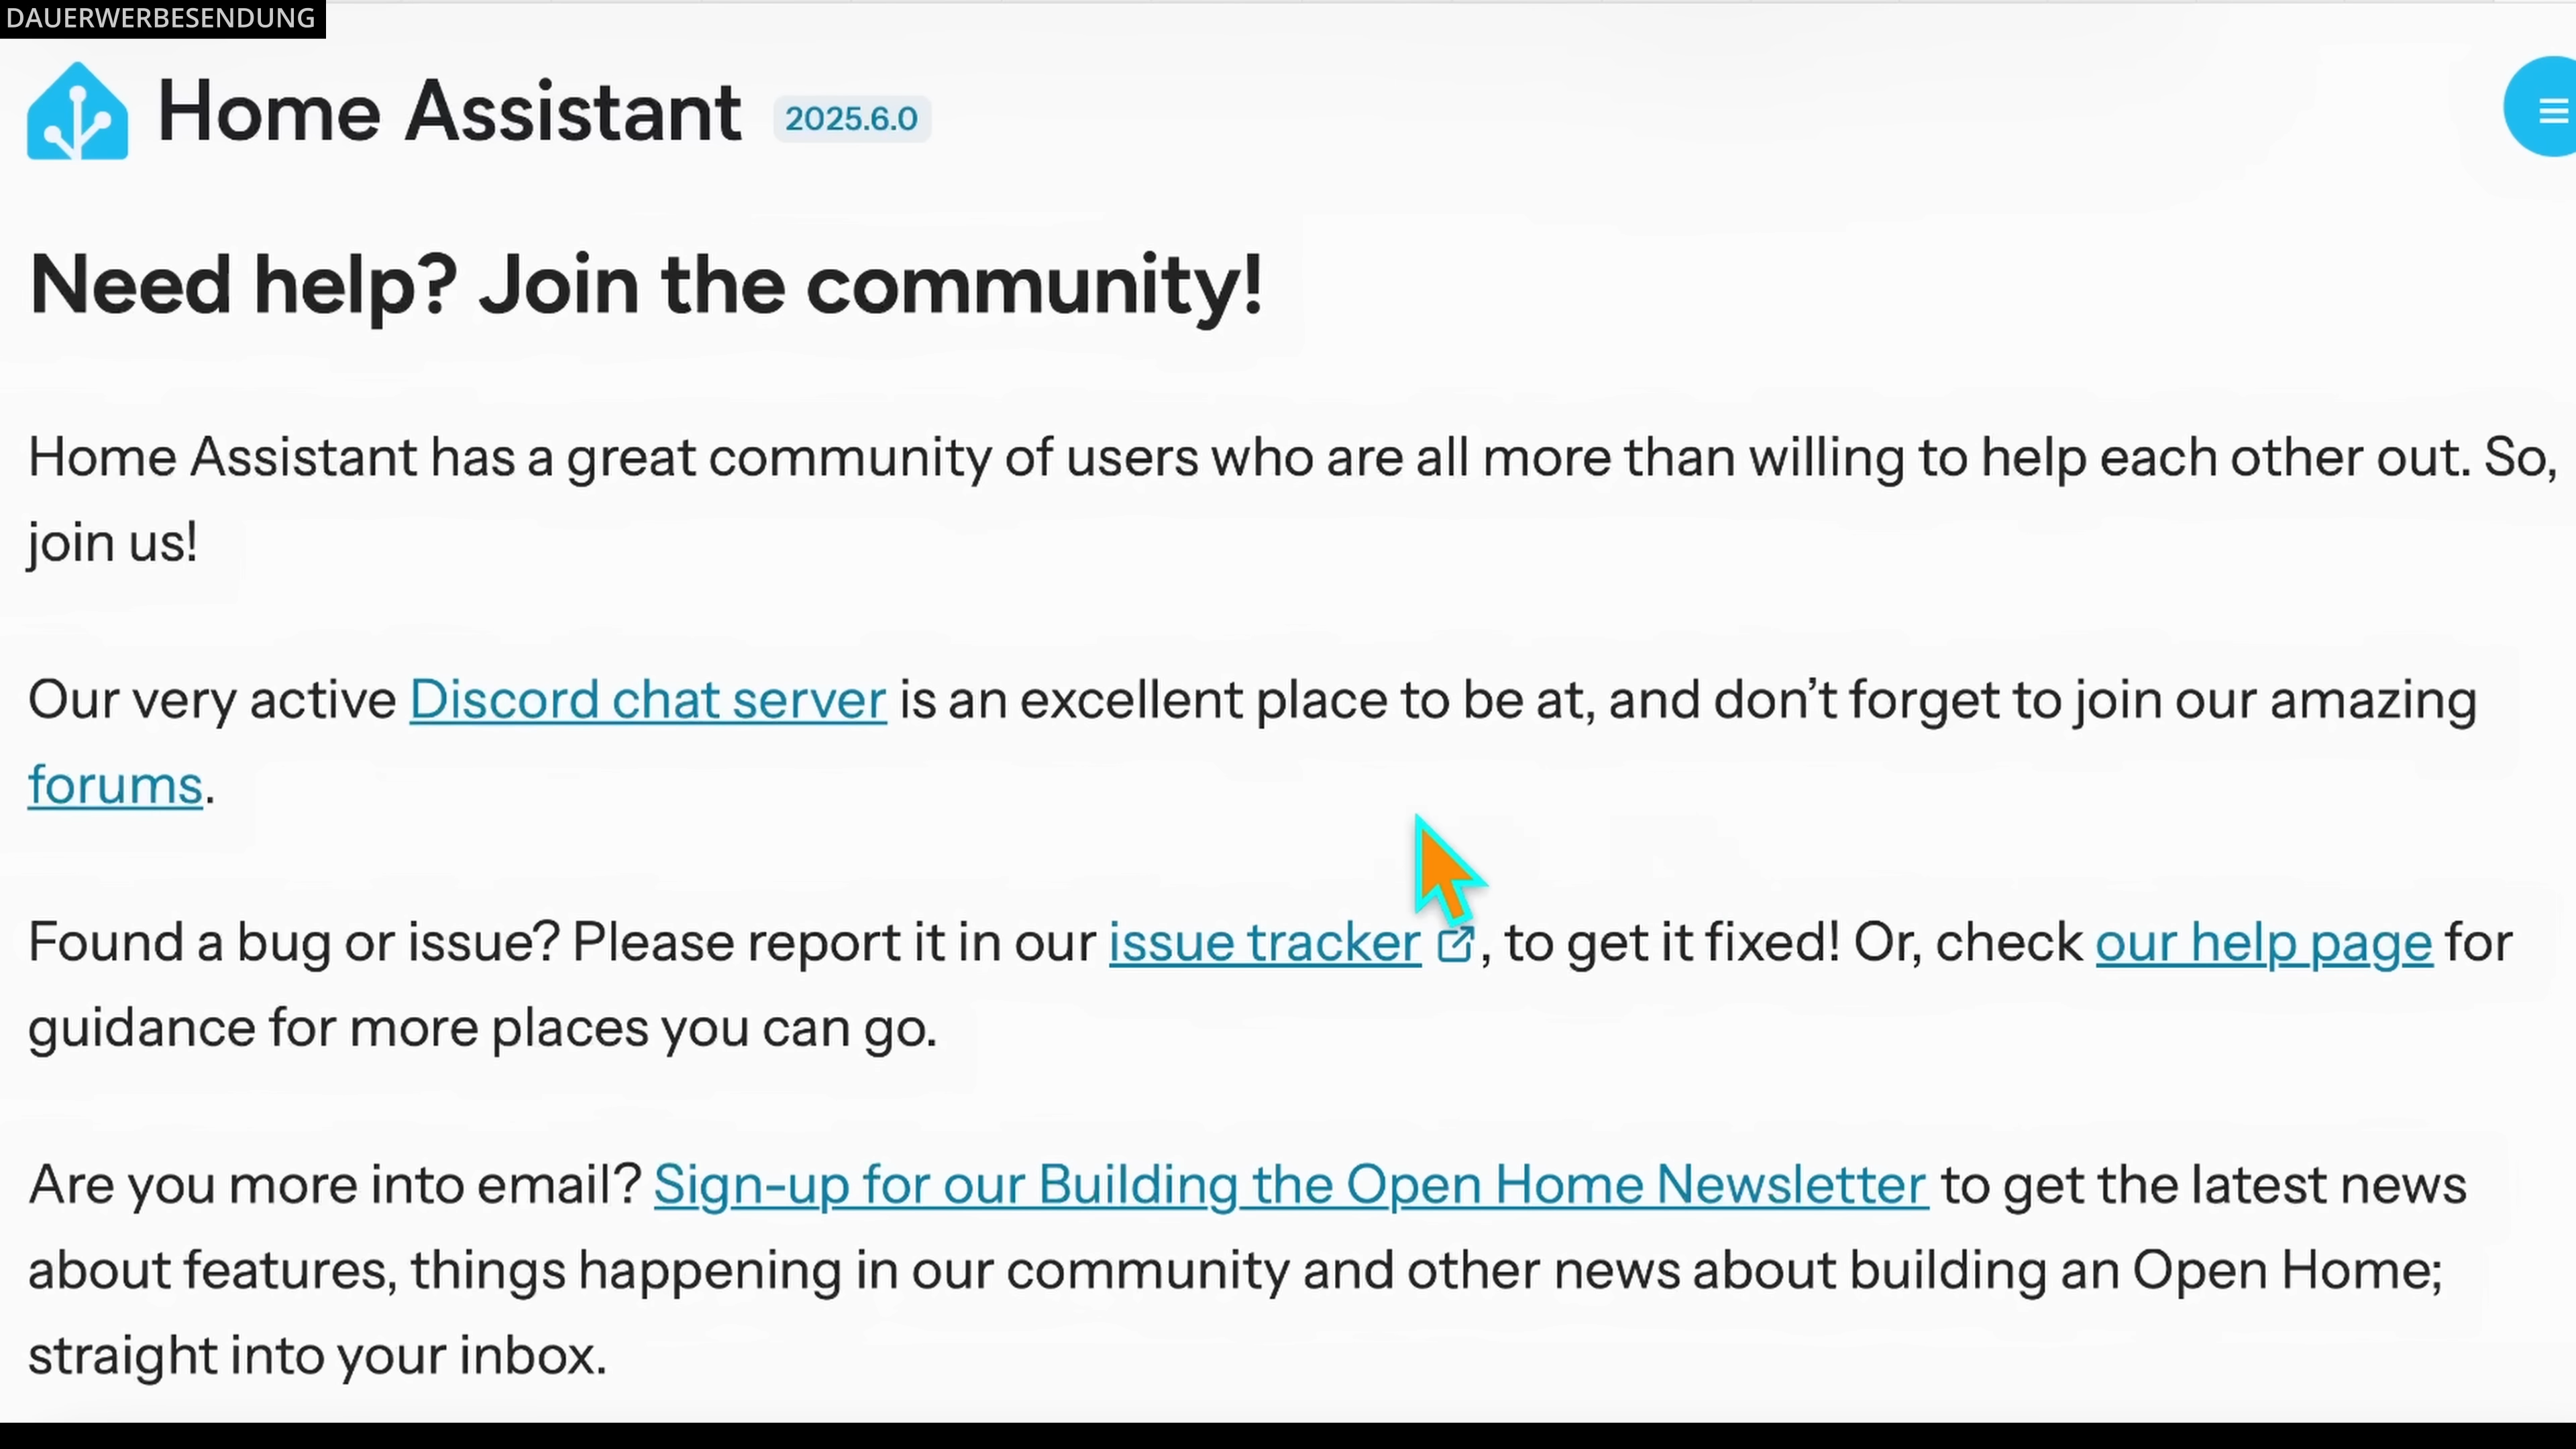 DAUERWERBESENDUNG
Home Assistant 2025.6.0
Need help? Join the community!
Home Assistant has a great community of users who are all more than willing to help each other out. So,
join us!
Our very active Discord chat server is an excellent place to be at, and don’t forget to join our amazing
forums.
Found a bug or issue? Please report it in our issue tracker, to get it fixed! Or, check our help page for
guidance for more places you can go.
Are you more into email? Sign-up for our Building the Open Home Newsletter to get the latest news
about features, things happening in our community and other news about building an Open Home;
straight into your inbox.